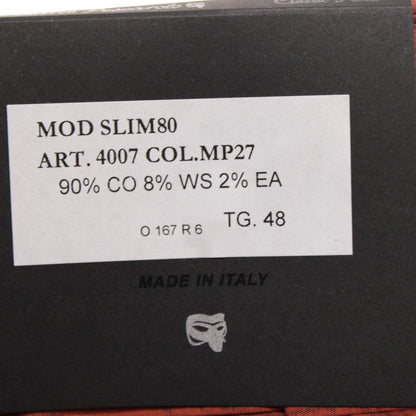 MOD SLIM80
ART. 4007 COL.MP27
90% CO 8% WS 2% EA
O 167 R 6 TG. 48
MADE IN ITALY